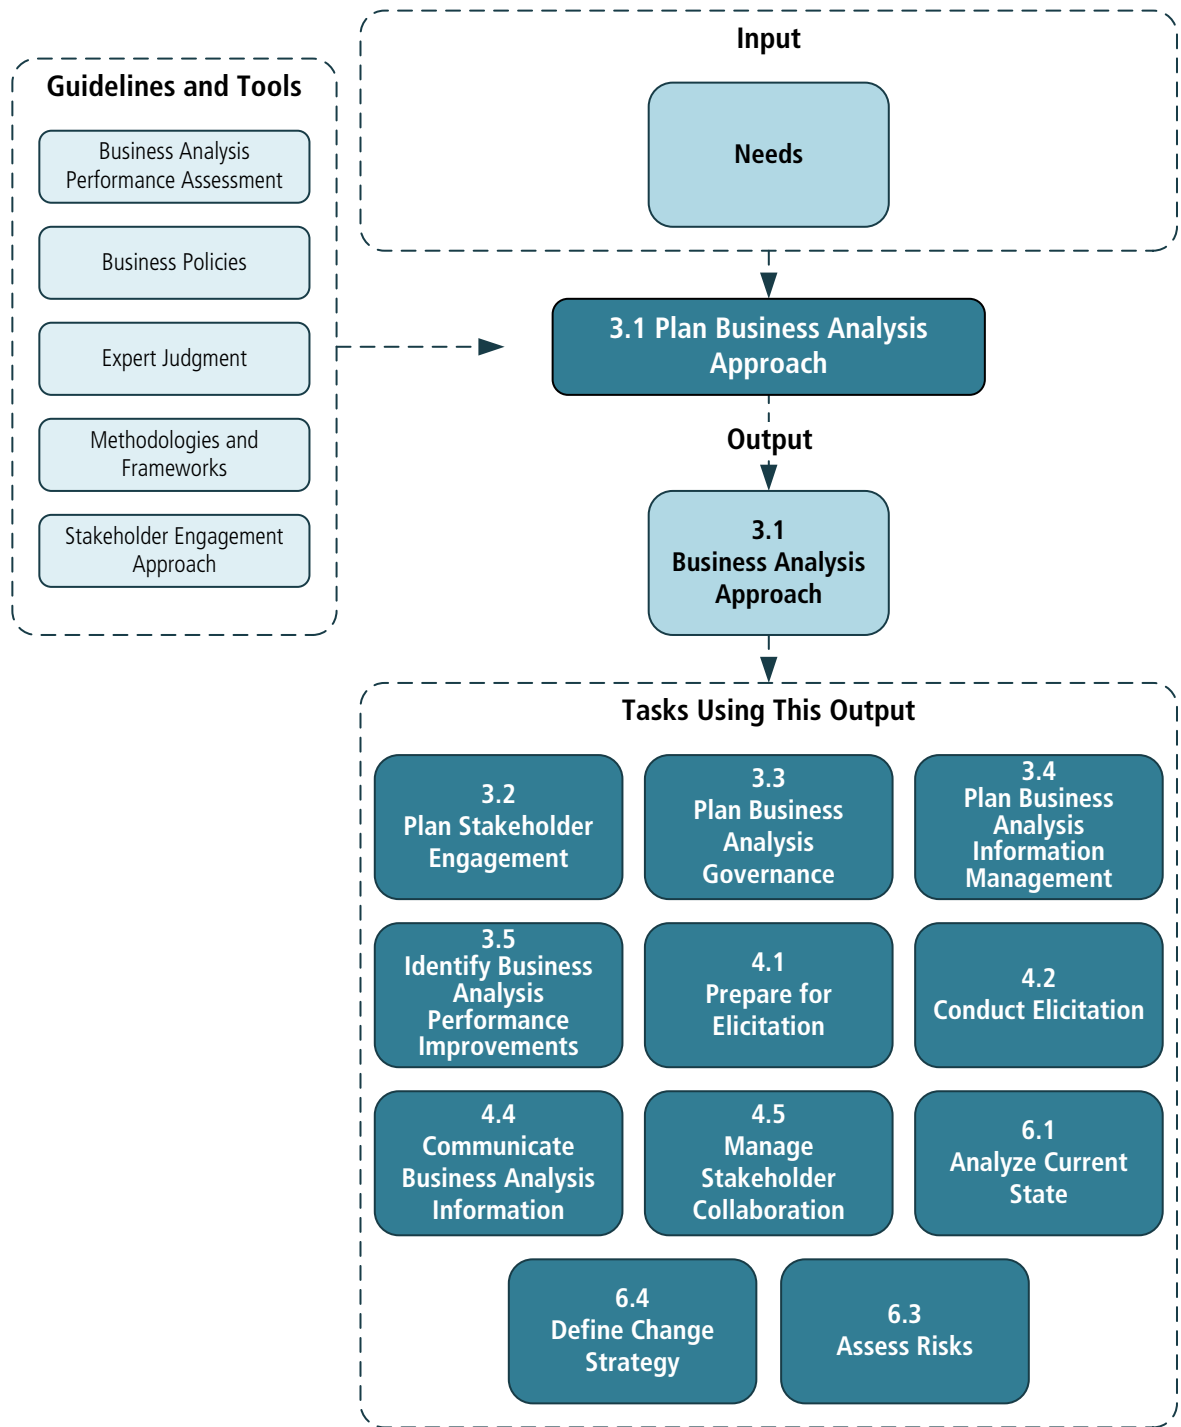 Input
Needs
Guidelines and Tools
Business Analysis
Performance Assessment
Business Policies
Expert Judgment
Methodologies and
Frameworks
Stakeholder Engagement
Approach
3.1 Plan Business Analysis
Approach
Output
3.1
Business Analysis
Approach
Tasks Using This Output
3.2
Plan Stakeholder
Engagement
3.3
Plan Business
Analysis
Governance
3.4
Plan Business
Analysis
Information
Management
3.5
Identify Business
Analysis
Performance
Improvements
4.1
Prepare for
Elicitation
4.2
Conduct Elicitation
4.4
Communicate
Business Analysis
Information
4.5
Manage
Stakeholder
Collaboration
6.1
Analyze Current
State
6.4
Define Change
Strategy
6.3
Assess Risks